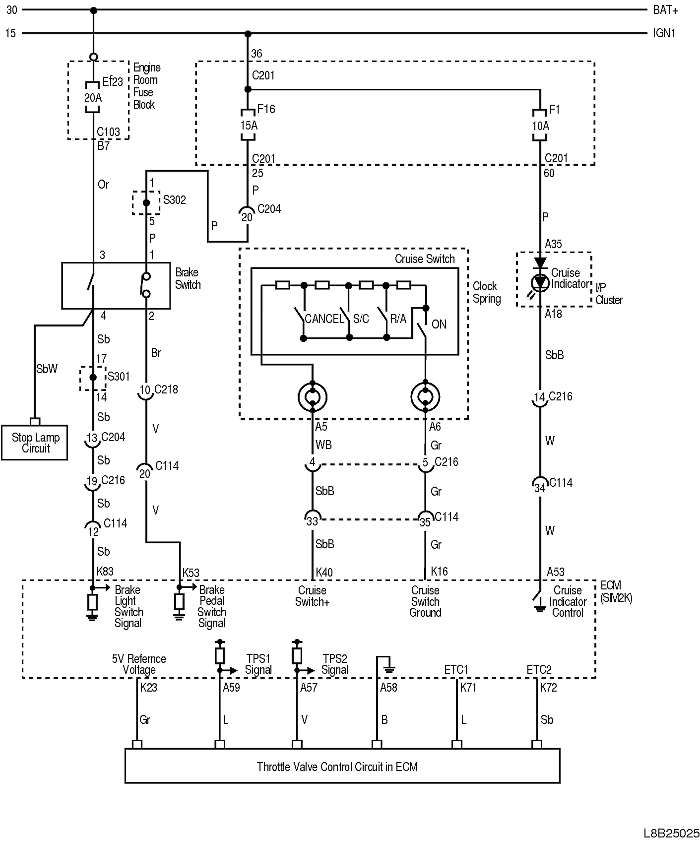 30 BAT+
15 IGN1
36
C201
Ef23
20A
Engine
Room
Fuse
Block
C103
B7
F16
15A
F1
10A
C201
25
C201
60
Or
1
S302
5
P
P
P
20 C204
P
3
1
Brake
Switch
4
2
A35
Cruise
Indicator
I/P
Cluster
A18
Cruise Switch
Clock
Spring
CANCEL
S/C
R/A
ON
SbW
Sb
17
S301
14
Br
10 C218
SbB
14 C216
Stop Lamp
Circuit
Sb
13 C204
V
A5
A6
WB
Gr
W
Sb
4
5 C216
20 C114
19 C216
SbB
Gr
34 C114
Sb
V
33
35 C114
12 C114
Sb
SbB
Gr
W
K83
K53
K40
K16
A53
ECM
(SIM2K)
Brake
Light
Switch
Signal
Brake
Pedal
Switch
Signal
Cruise
Switch+
Cruise
Switch
Ground
Cruise
Indicator
Control
5V Refernce
Voltage
TPS1
Signal
TPS2
Signal
ETC1
ETC2
K23
A59
A57
A58
K71
K72
Gr
L
V
B
L
Sb
Throttle Valve Control Circuit in ECM
L8B25025